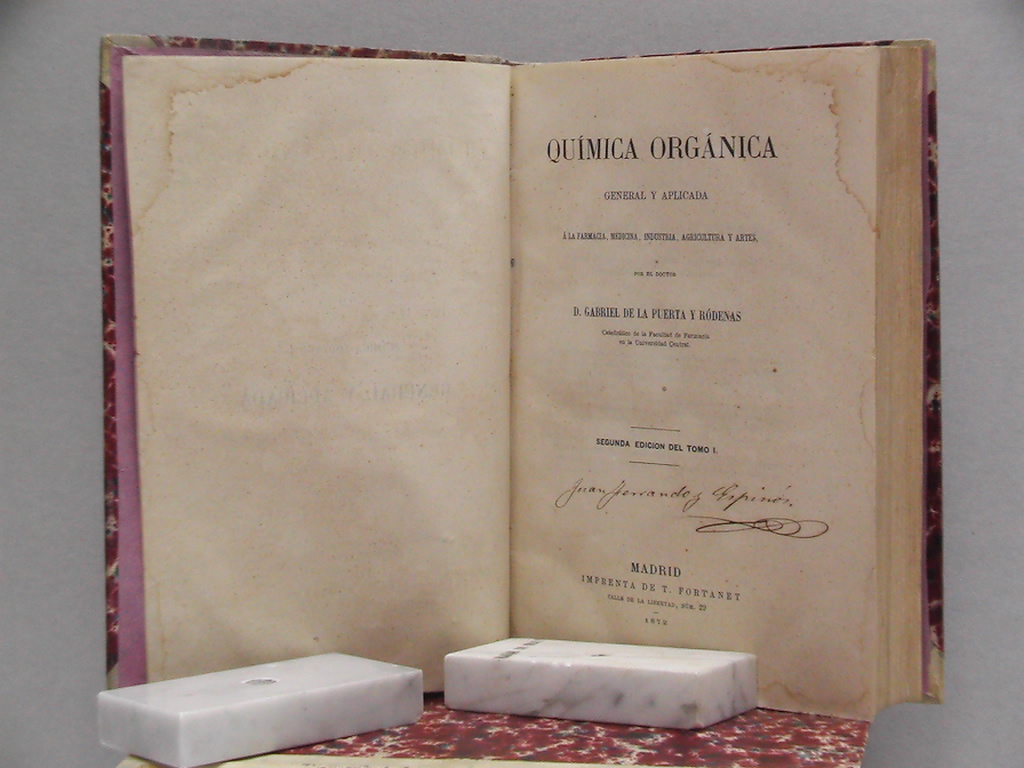 QUÍMICA ORGÁNICA
GENERAL Y APLICADA
Á LA FARMACIA, MEDICINA, INDUSTRIA, AGRICULTURA Y ARTES,
POR EL DOCTOR
D. GABRIEL DE LA PUERTA Y RÓDENAS
Catedrático de la Facultad de Farmacia
en la Universidad Central.
SEGUNDA EDICION DEL TOMO I.
Juan Ferrando y Espinós.
MADRID
IMPRENTA DE T. FORTANET
CALLE DE LA LIBERTAD, NÚM. 29
1872